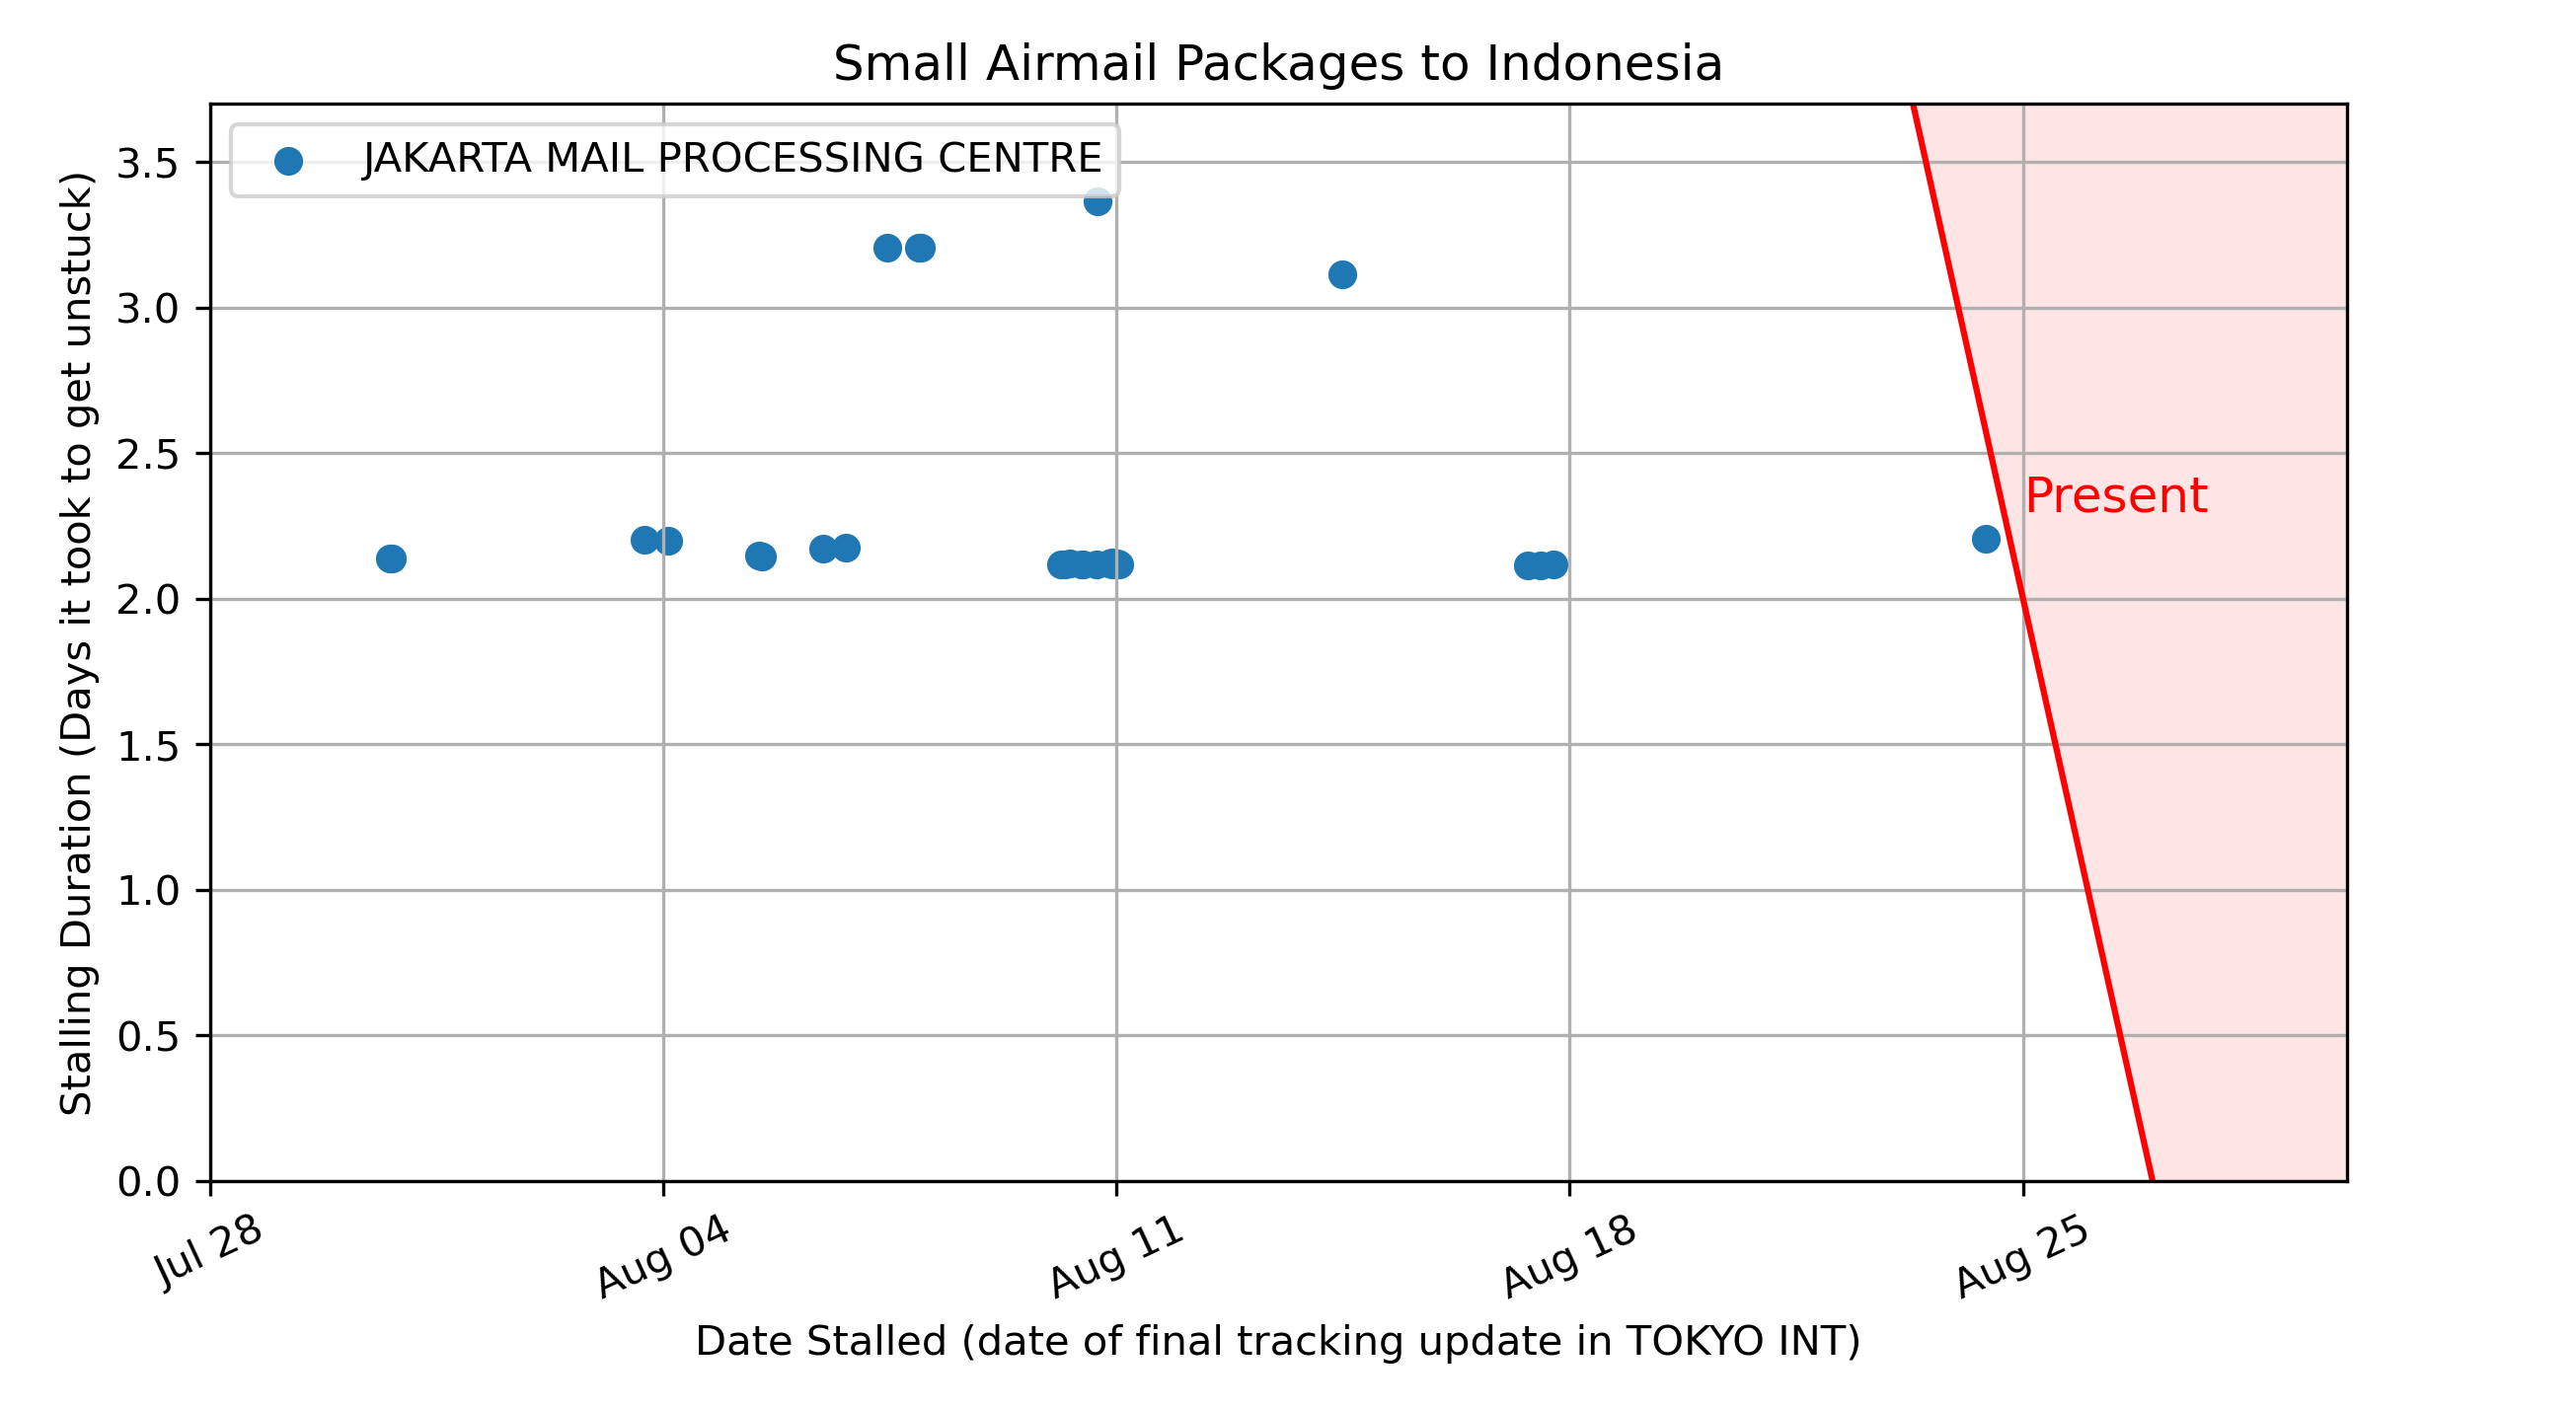 Small Airmail Packages to Indonesia
JAKARTA MAIL PROCESSING CENTRE
Stalling Duration (Days it took to get unstuck)
3.5
3.0
2.5
2.0
1.5
1.0
0.5
0.0
Present
Jul 28
Aug 04
Aug 11
Aug 18
Aug 25
Date Stalled (date of final tracking update in TOKYO INT)